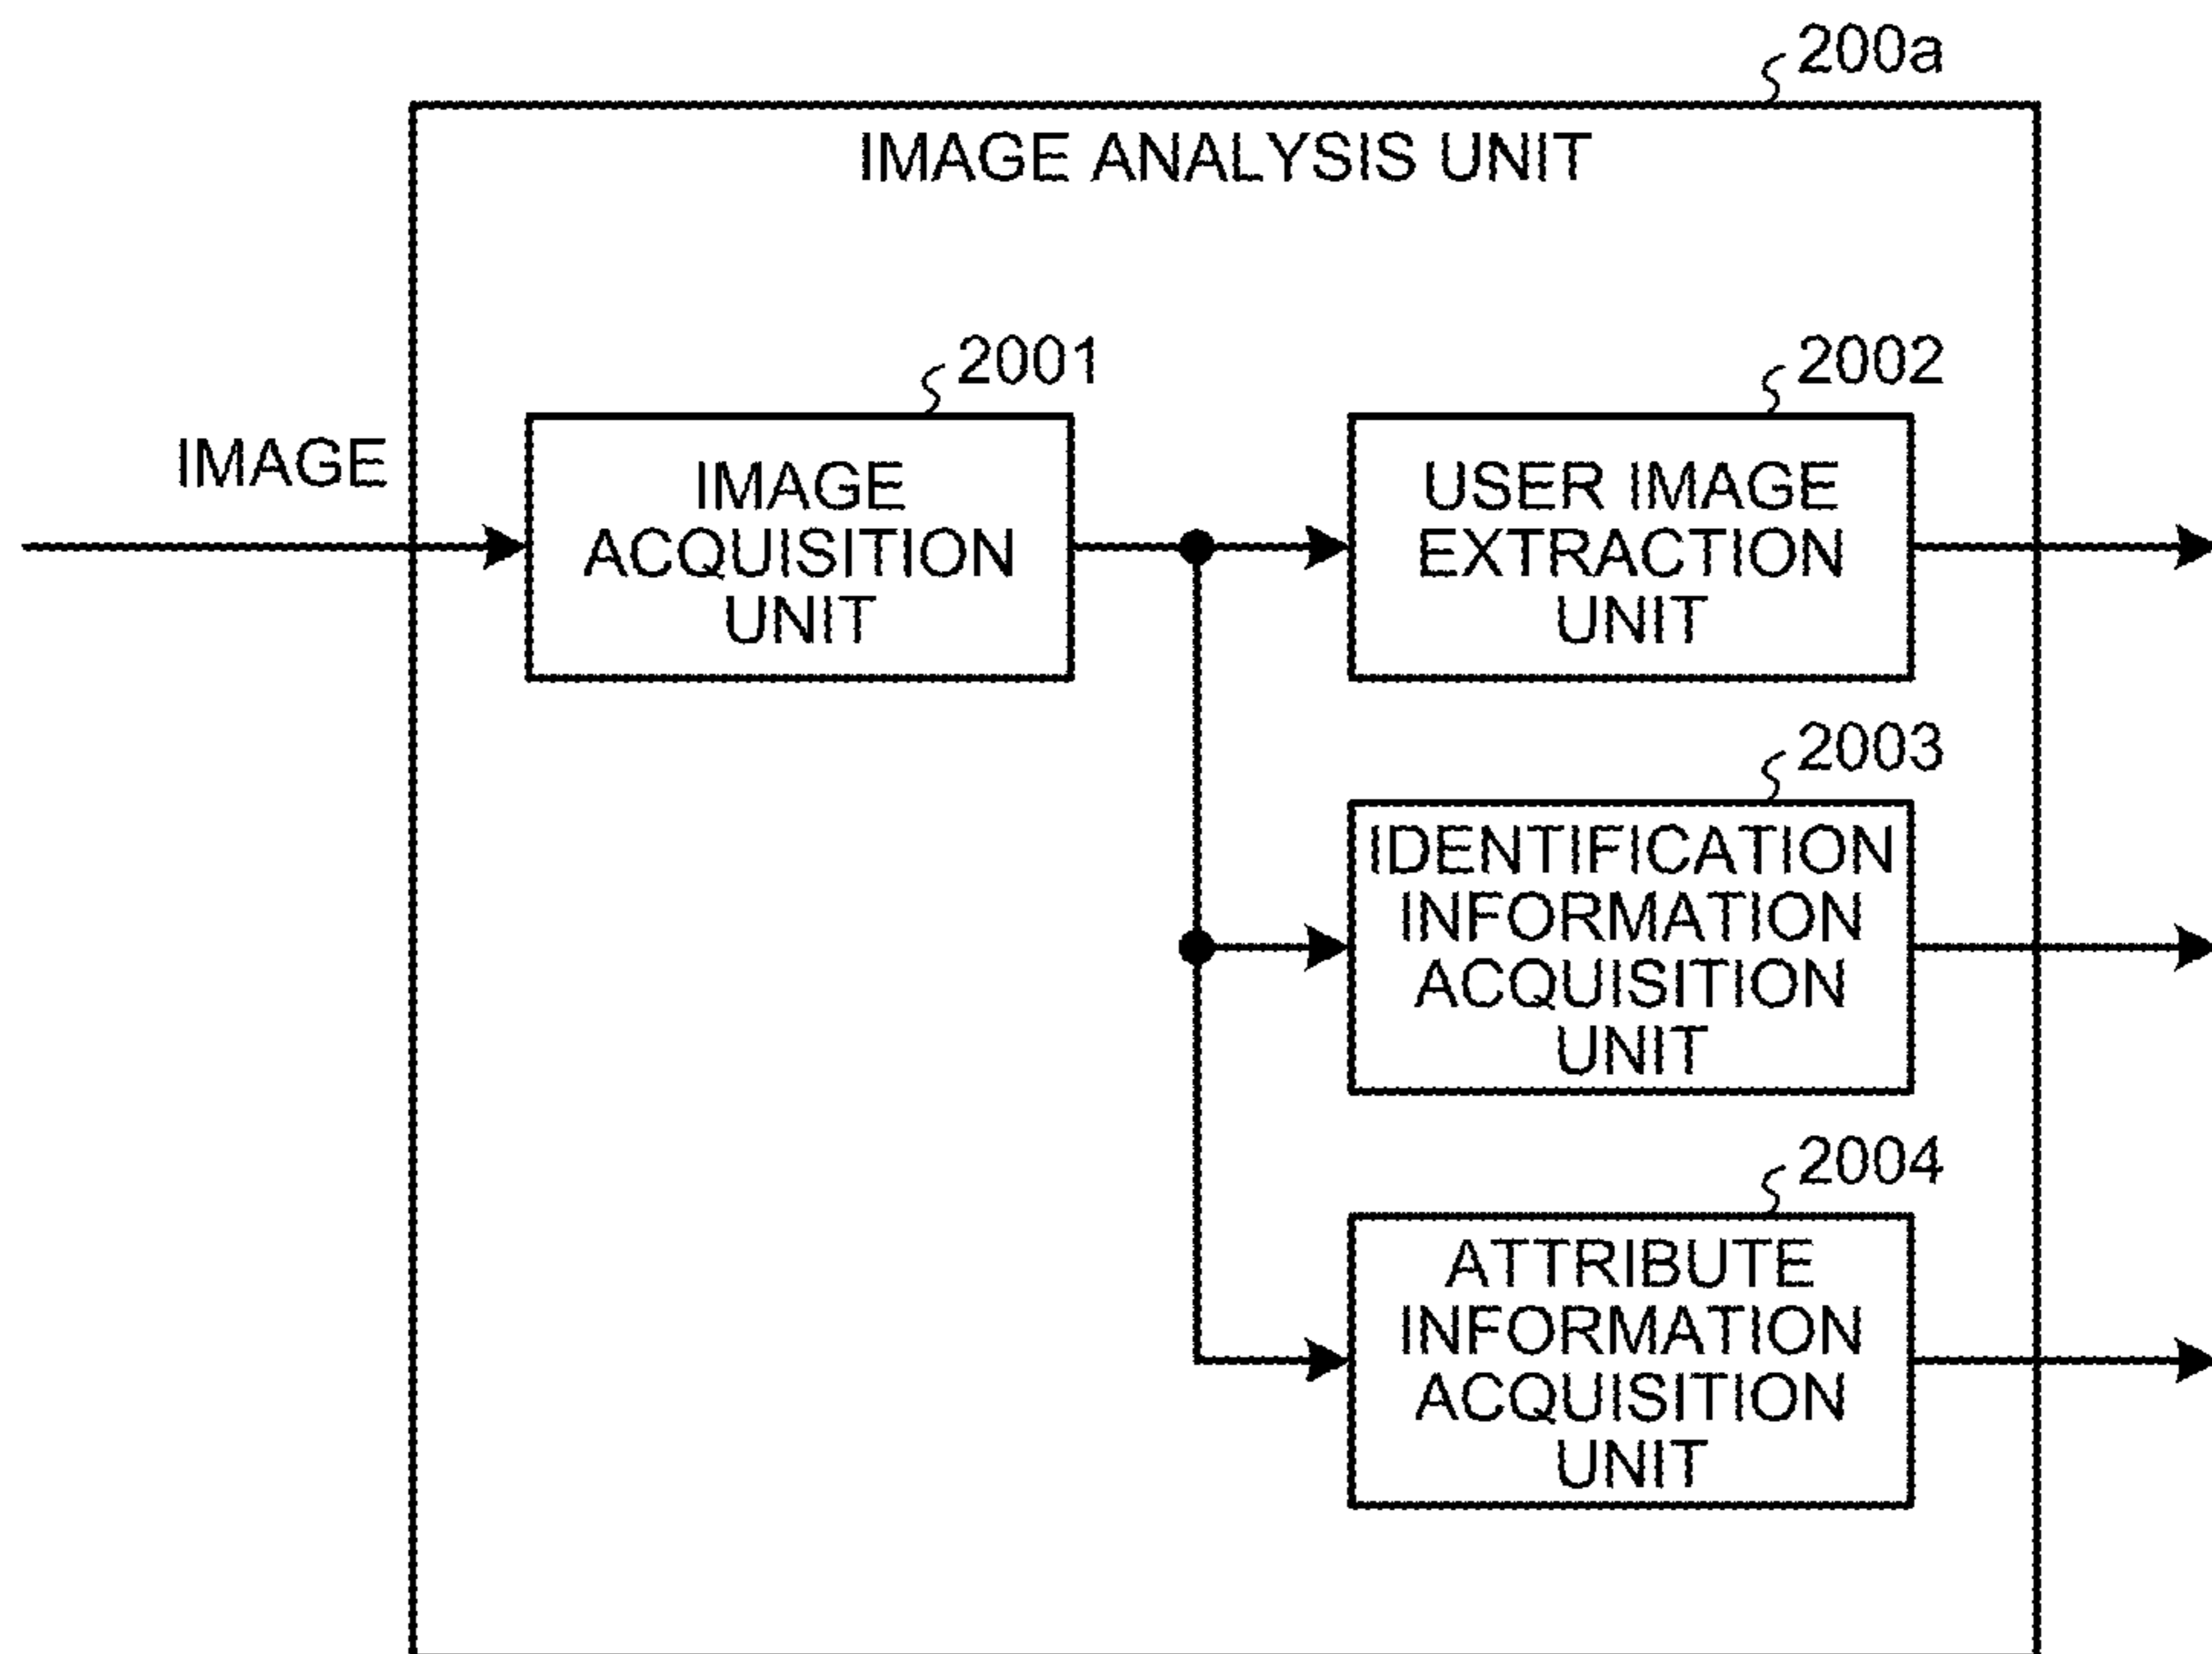 200a
IMAGE ANALYSIS UNIT
2001
2002
IMAGE
IMAGE
ACQUISITION
UNIT
USER IMAGE
EXTRACTION
UNIT
2003
IDENTIFICATION
INFORMATION
ACQUISITION
UNIT
2004
ATTRIBUTE
INFORMATION
ACQUISITION
UNIT